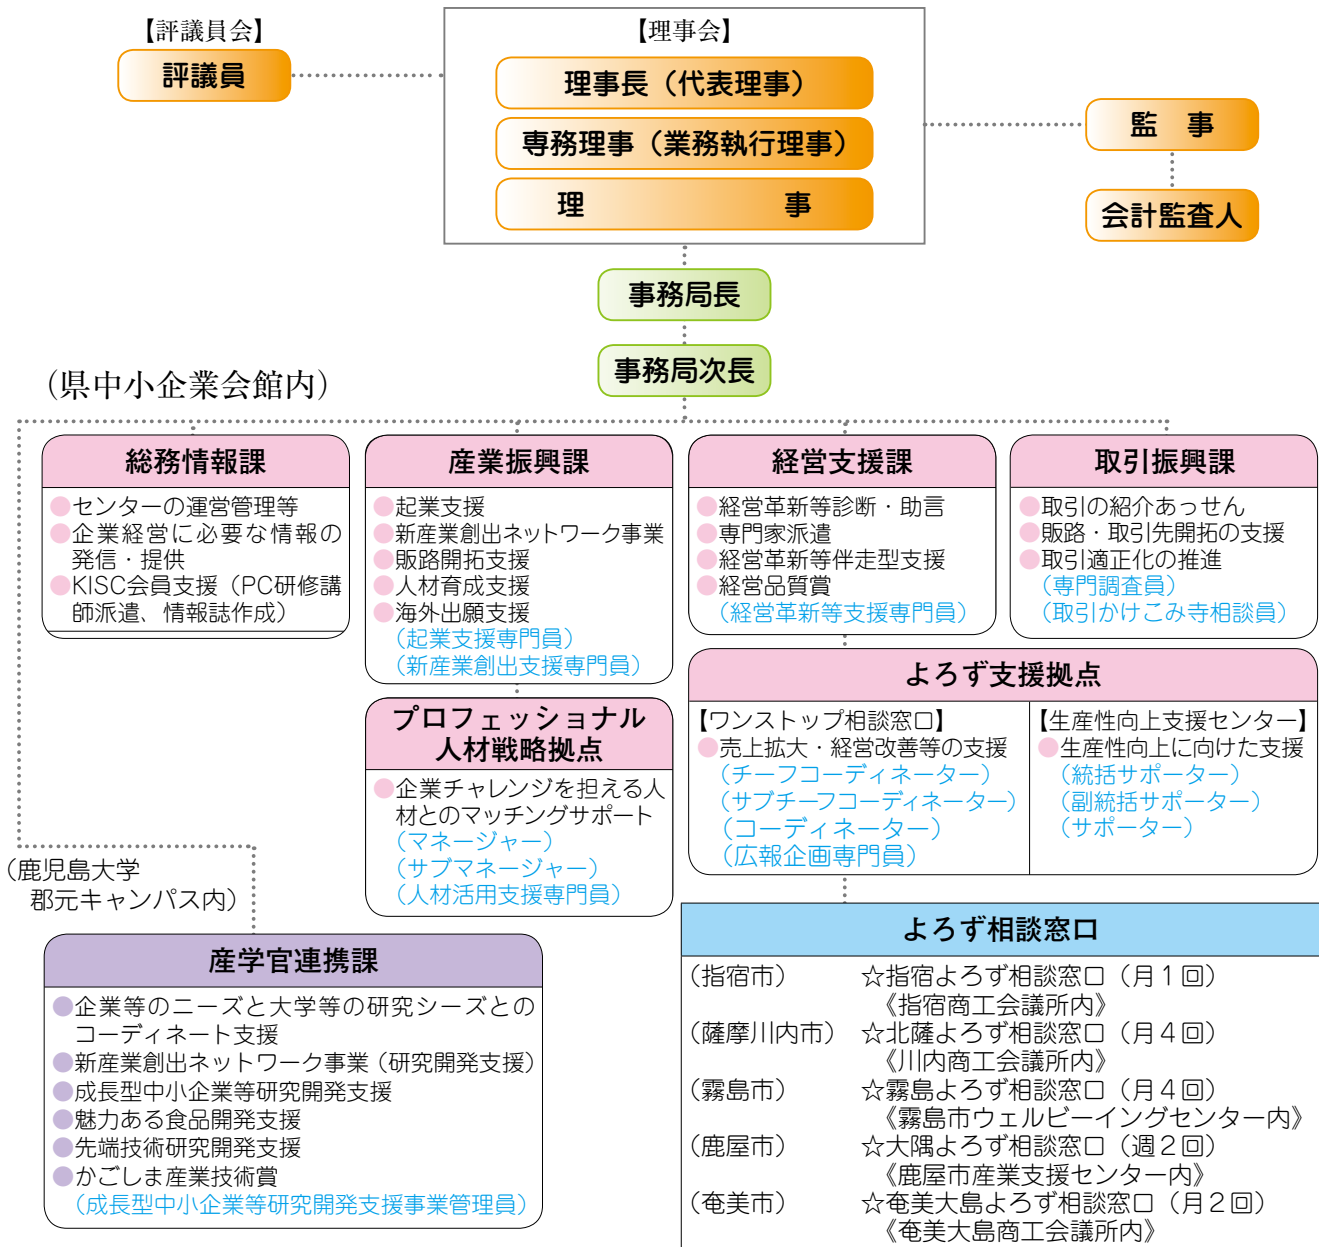 【評議員会】
評議員
【理事会】
理事長（代表理事）
専務理事（業務執行理事）
理　　　事
監　事
会計監査人
事務局長
事務局次長
（県中小企業会館内）
総務情報課
●センターの運営管理等
●企業経営に必要な情報の
発信・提供
●KISC会員支援（PC研修講
師派遣、情報誌作成）
産業振興課
●起業支援
●新産業創出ネットワーク事業
●販路開拓支援
●人材育成支援
●海外出願支援
（起業支援専門員）
（新産業創出支援専門員）
プロフェッショナル
人材戦略拠点
●企業チャレンジを担える人
材とのマッチングサポート
（マネージャー）
（サブマネージャー）
（人材活用支援専門員）
経営支援課
●経営革新等診断・助言
●専門家派遣
●経営革新等伴走型支援
●経営品質賞
（経営革新等支援専門員）
取引振興課
●取引の紹介あっせん
●販路・取引先開拓の支援
●取引適正化の推進
（専門調査員）
（取引かけこみ寺相談員）
よろず支援拠点
【ワンストップ相談窓口】
●売上拡大・経営改善等の支援
（チーフコーディネーター）
（サブチーフコーディネーター）
（コーディネーター）
（広報企画専門員）
【生産性向上支援センター】
●生産性向上に向けた支援
（統括サポーター）
（副統括サポーター）
（サポーター）
（鹿児島大学
郡元キャンパス内）
産学官連携課
●企業等のニーズと大学等の研究シーズとの
コーディネート支援
●新産業創出ネットワーク事業（研究開発支援）
●成長型中小企業等研究開発支援
●魅力ある食品開発支援
●先端技術研究開発支援
●かごしま産業技術賞
（成長型中小企業等研究開発支援事業管理員）
よろず相談窓口
（指宿市）　☆指宿よろず相談窓口（月１回）
《指宿商工会議所内》
（薩摩川内市）　☆北薩よろず相談窓口（月４回）
《川内商工会議所内》
（霧島市）　☆霧島よろず相談窓口（月４回）
《霧島市ウェルビーイングセンター内》
（鹿屋市）　☆大隅よろず相談窓口（週２回）
《鹿屋市産業支援センター内》
（奄美市）　☆奄美大島よろず相談窓口（月２回）
《奄美大島商工会議所内》